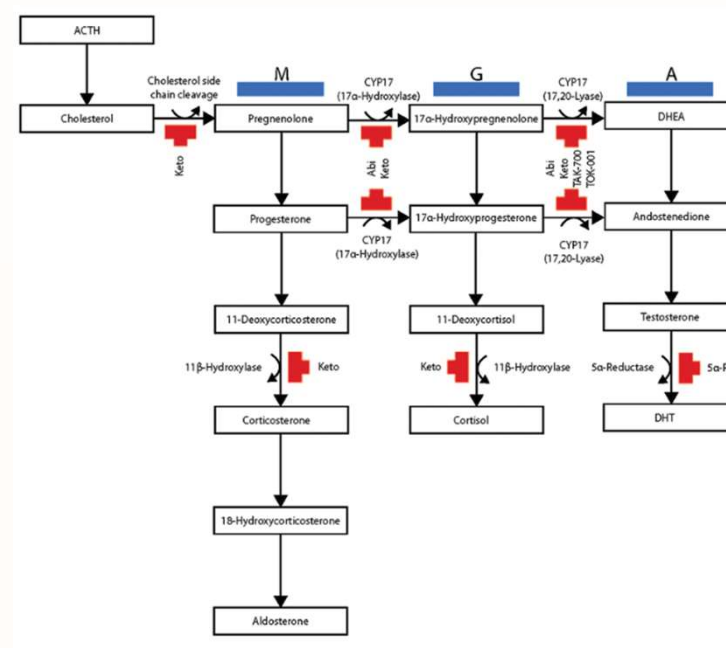 ACTH
Cholesterol side
chain cleavage
M
CYP17
(17α-Hydroxylase)
G
CYP17
(17,20-Lyase)
A
Cholesterol
Pregnenolone
17α-Hydroxypregnenolone
DHEA
Keto
Abi
Keto
Abi
Keto
TAK-700
TOK-001
Progesterone
17α-Hydroxyprogesterone
Andostenedione
CYP17
(17α-Hydroxylase)
CYP17
(17,20-Lyase)
11-Deoxycorticosterone
11-Deoxycortisol
Testosterone
11β-Hydroxylase
Keto
Keto
11β-Hydroxylase
5α-Reductase
Corticosterone
Cortisol
DHT
18-Hydroxycorticosterone
Aldosterone